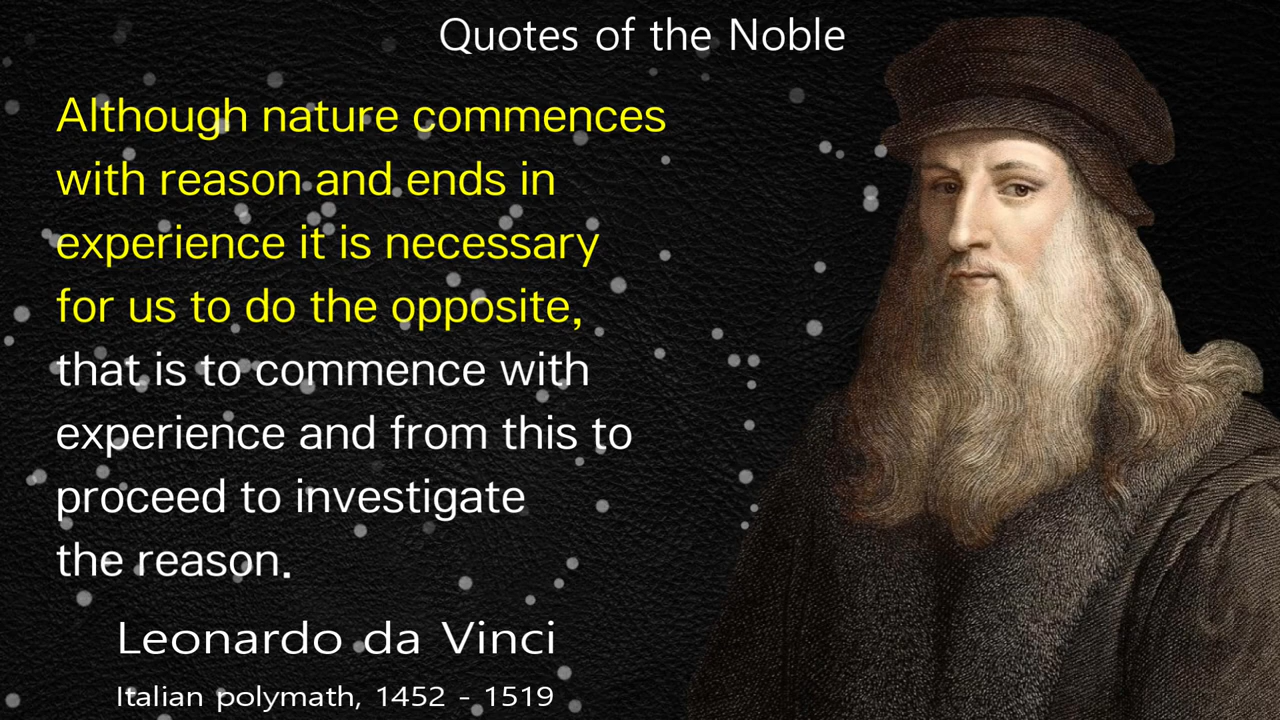 Quotes of the Noble
Although nature commences
with reason and ends in
experience it is necessary
for us to do the opposite,
that is to commence with
experience and from this to
proceed to investigate
the reason.
Leonardo da Vinci
Italian polymath, 1452 - 1519